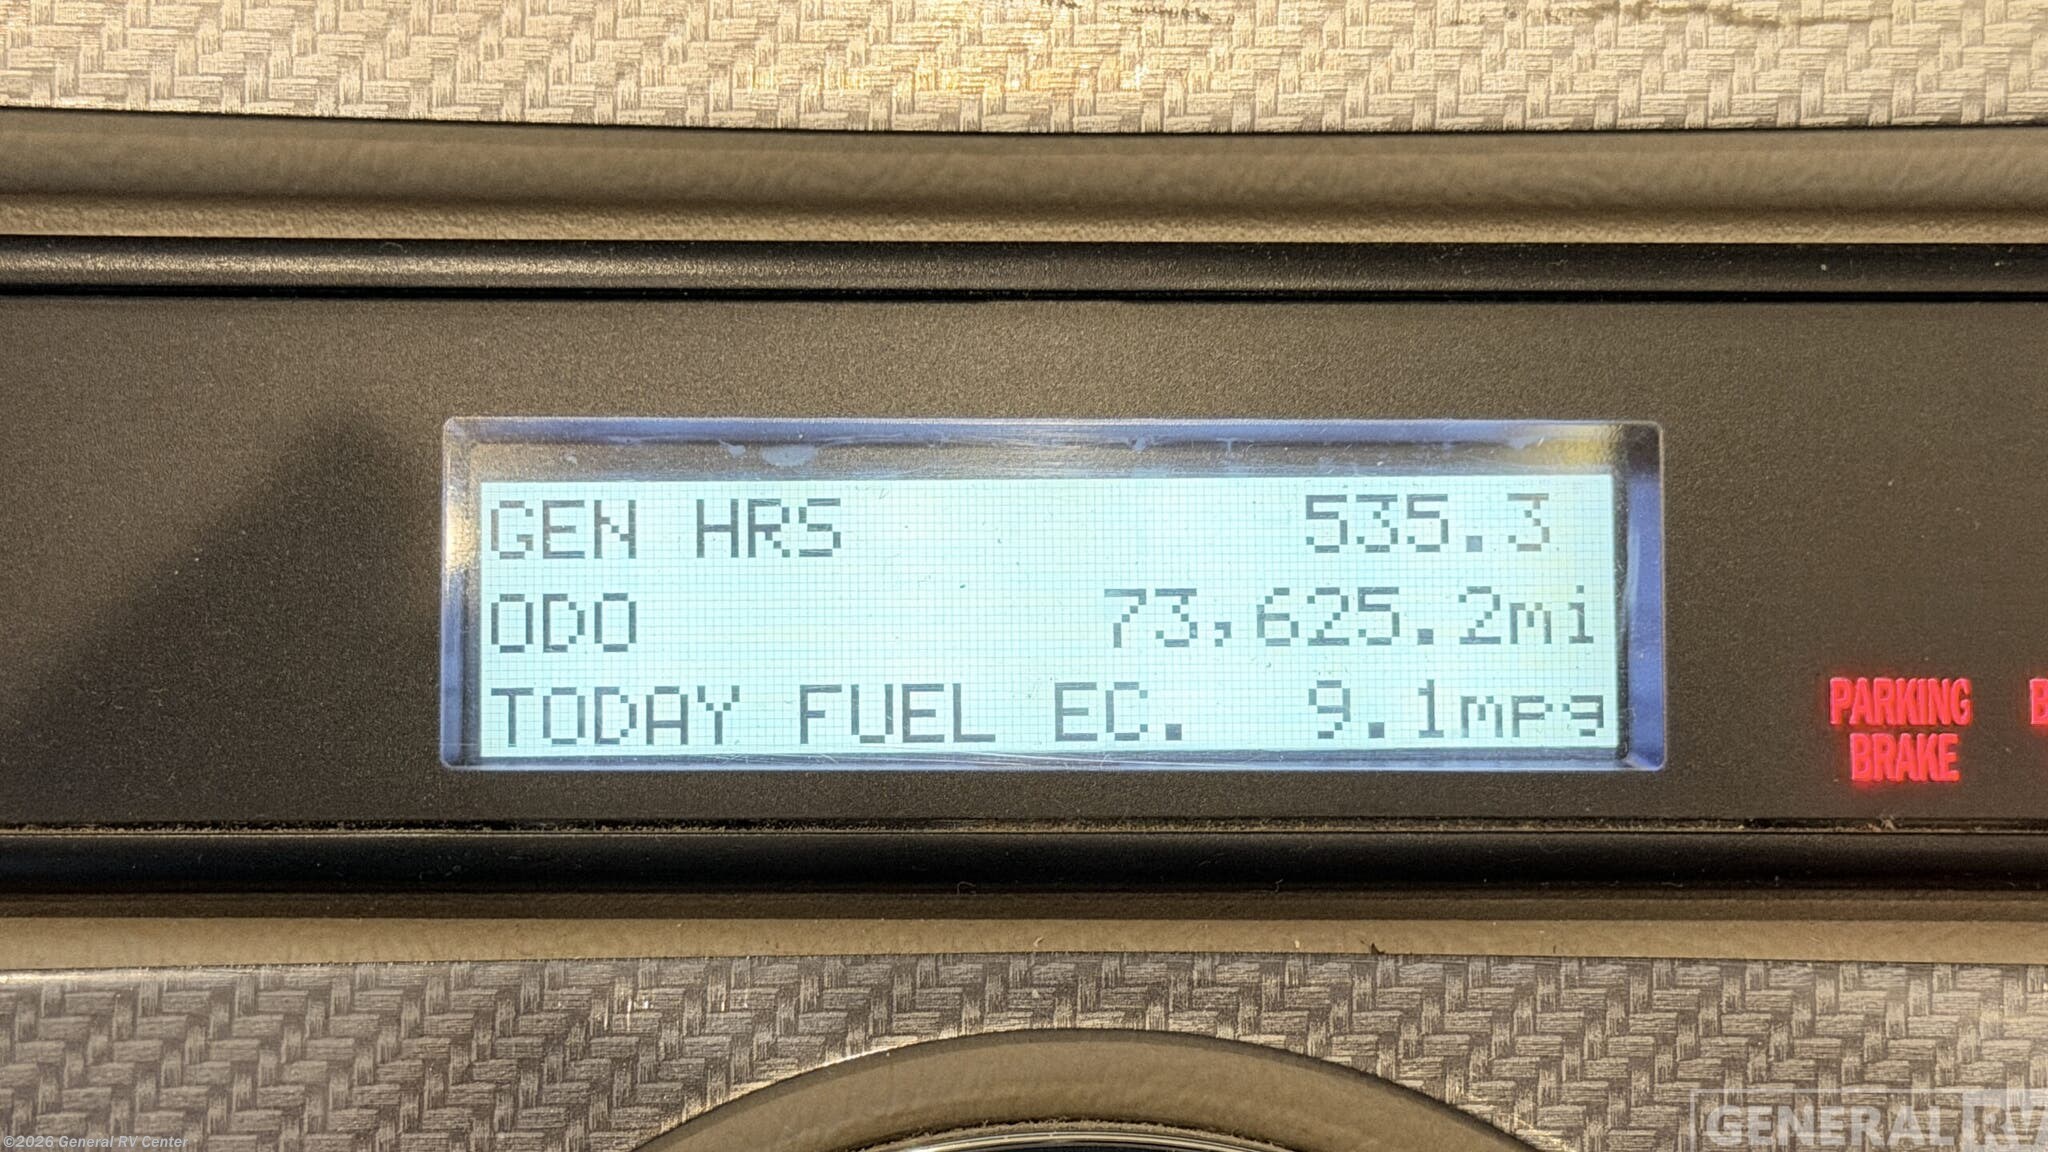 GEN HRS 535.3
ODO 73,625.2mi
TODAY FUEL EC. 9.1mpg
PARKING
BRAKE
GENERAL RV
©2026 General RV Center